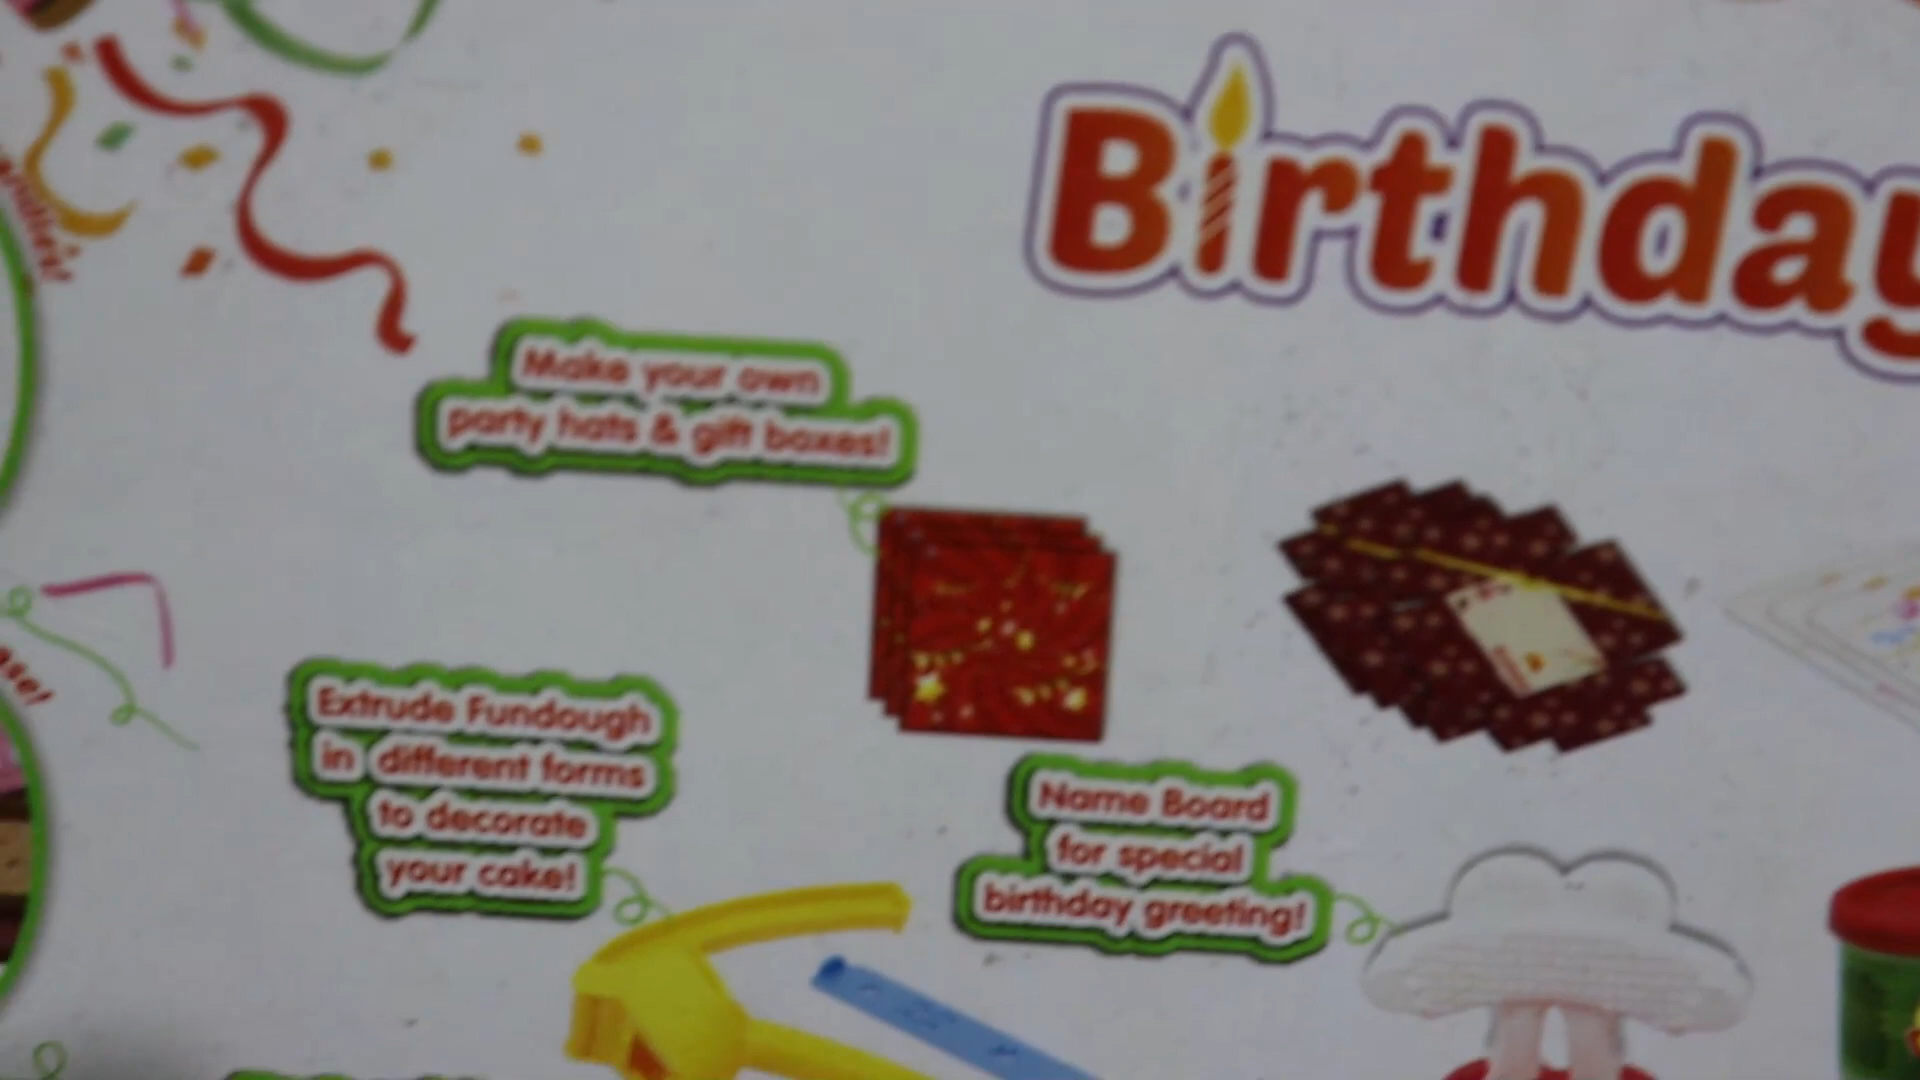 Birthday
Make your own
party hats & gift boxes!
Extrude Fundough
in different forms
to decorate
your cake!
Name Board
for special
birthday greeting!